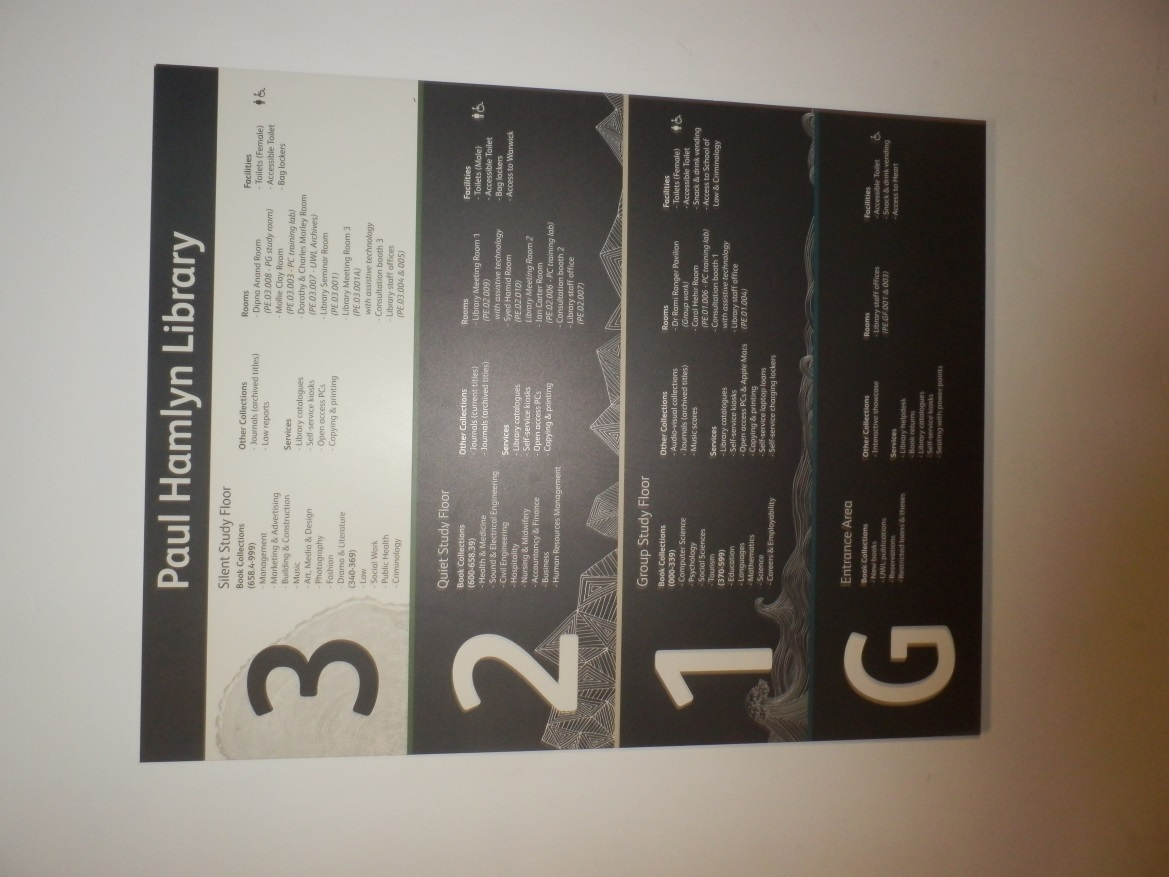 Paul Hamlyn Library
3
Silent Study Floor
Book Collections
(658.4-999)
- Management
- Marketing & Advertising
- Building & Construction
- Music
- Art, Media & Design
- Photography
- Fashion
- Drama & Literature
(340-369)
- Law
- Social Work
- Public Health
- Criminology
Other Collections
- Journals (archived titles)
- Law reports
Services
- Library catalogues
- Self-service kiosks
- Open access PCs
- Copying & printing
Rooms
- Dipna Anand Room
(PE.03.008 - PG study room)
- Mollie Clay Room
(PE.03.003 - PC training lab)
- Dorothy & Charles Morley Room
(PE.03.007 - UWL Archives)
- Library Seminar Room
(PE.03.001)
- Library Meeting Room 3
(PE.03.001A)
with assistive technology
- Consultation booth 3
- Library staff offices
(PE.03.004 & 005)
Facilities
- Toilets (Female)
- Accessible Toilet
- Bag lockers
2
Quiet Study Floor
Book Collections
(600-658.39)
- Health & Medicine
- Sound & Electrical Engineering
- Civil Engineering
- Hospitality
- Nursing & Midwifery
- Accountancy & Finance
- Business
- Human Resources Management
Other Collections
- Journals (current titles)
- Journals (archived titles)
Services
- Library catalogues
- Self-service kiosks
- Open access PCs
- Copying & printing
Rooms
- Library Meeting Room 1
(PE.02.009)
with assistive technology
- Syed Hamid Room
(PE.02.010)
- Library Meeting Room 2
- Ian Carter Room
(PE.02.006 - PC training lab)
- Consultation booth 2
- Library staff office
(PE.02.007)
Facilities
- Toilets (Male)
- Accessible Toilet
- Bag lockers
- Access to Warwick
1
Group Study Floor
Book Collections
(000-339)
- Computer Science
- Psychology
- Social Sciences
- Tourism
(370-599)
- Education
- Languages
- Mathematics
- Science
- Careers & Employability
Other Collections
- Audio-visual collections
- Journals (archived titles)
- Music scores
Services
- Library catalogues
- Self-service kiosks
- Open access PCs & Apple Macs
- Copying & printing
- Self-service laptop loans
- Self-service charging lockers
Rooms
- Dr Rami Ranger Pavilion
(Group work)
- Carol Hehir Room
(PE.01.006 - PC training lab)
- Consultation booth 1
with assistive technology
- Library staff office
(PE.01.004)
Facilities
- Toilets (Female)
- Accessible Toilet
- Snack & drink vending
- Access to School of
Law & Criminology
G
Entrance Area
Book Collections
- New books
- UWL publications
- Reservations
- Restricted loans & theses
Other Collections
- Interactive showcase
Services
- Library helpdesk
- Book returns
- Library catalogues
- Self-service kiosks
- Seating with power points
Rooms
- Library staff offices
(PE.GF.001 & 003)
Facilities
- Accessible Toilet
- Snack & drink vending
- Access to Heart